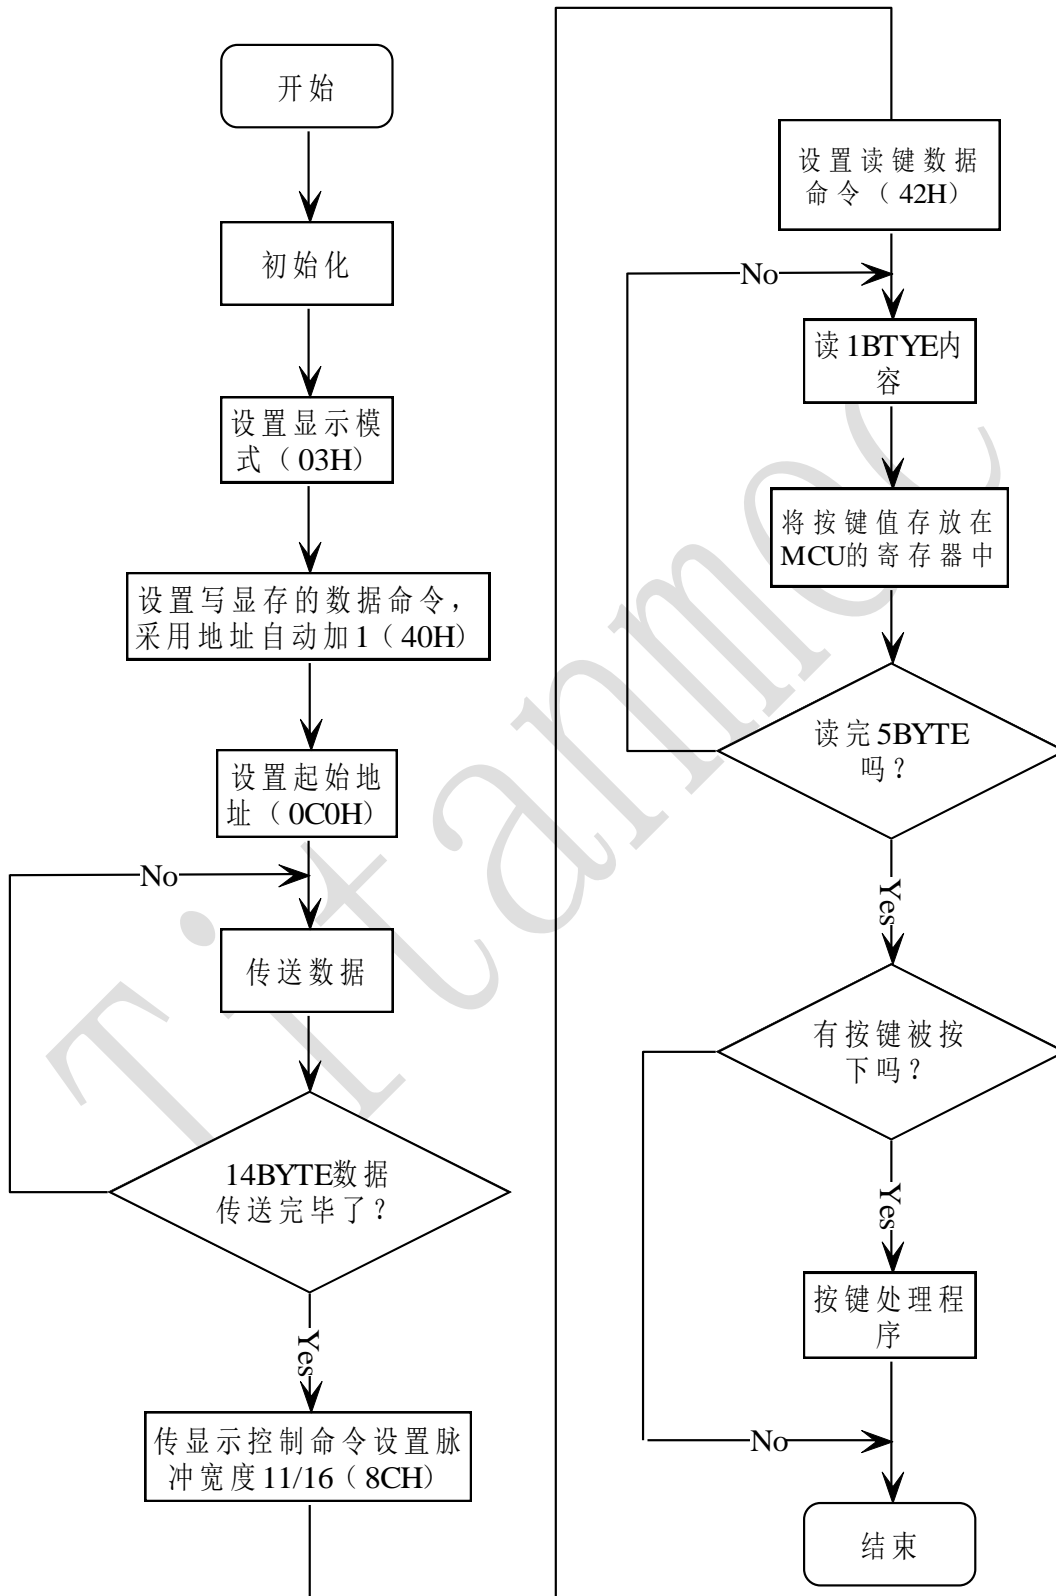 开始
初始化
设置显示模
式（03H）
设置写显存的数据命令，
采用地址自动加1（40H）
设置起始地
址（0C0H）
No
传送数据
14BYTE数据
传送完毕了？
Yes
传显示控制命令设置脉
冲宽度11/16（8CH）
设置读键数据
命令（42H）
No
读1BTYE内
容
将按键值存放在
MCU的寄存器中
读完5BYTE
吗？
Yes
有按键被按
下吗？
Yes
按键处理程
序
No
结束
Titanmec